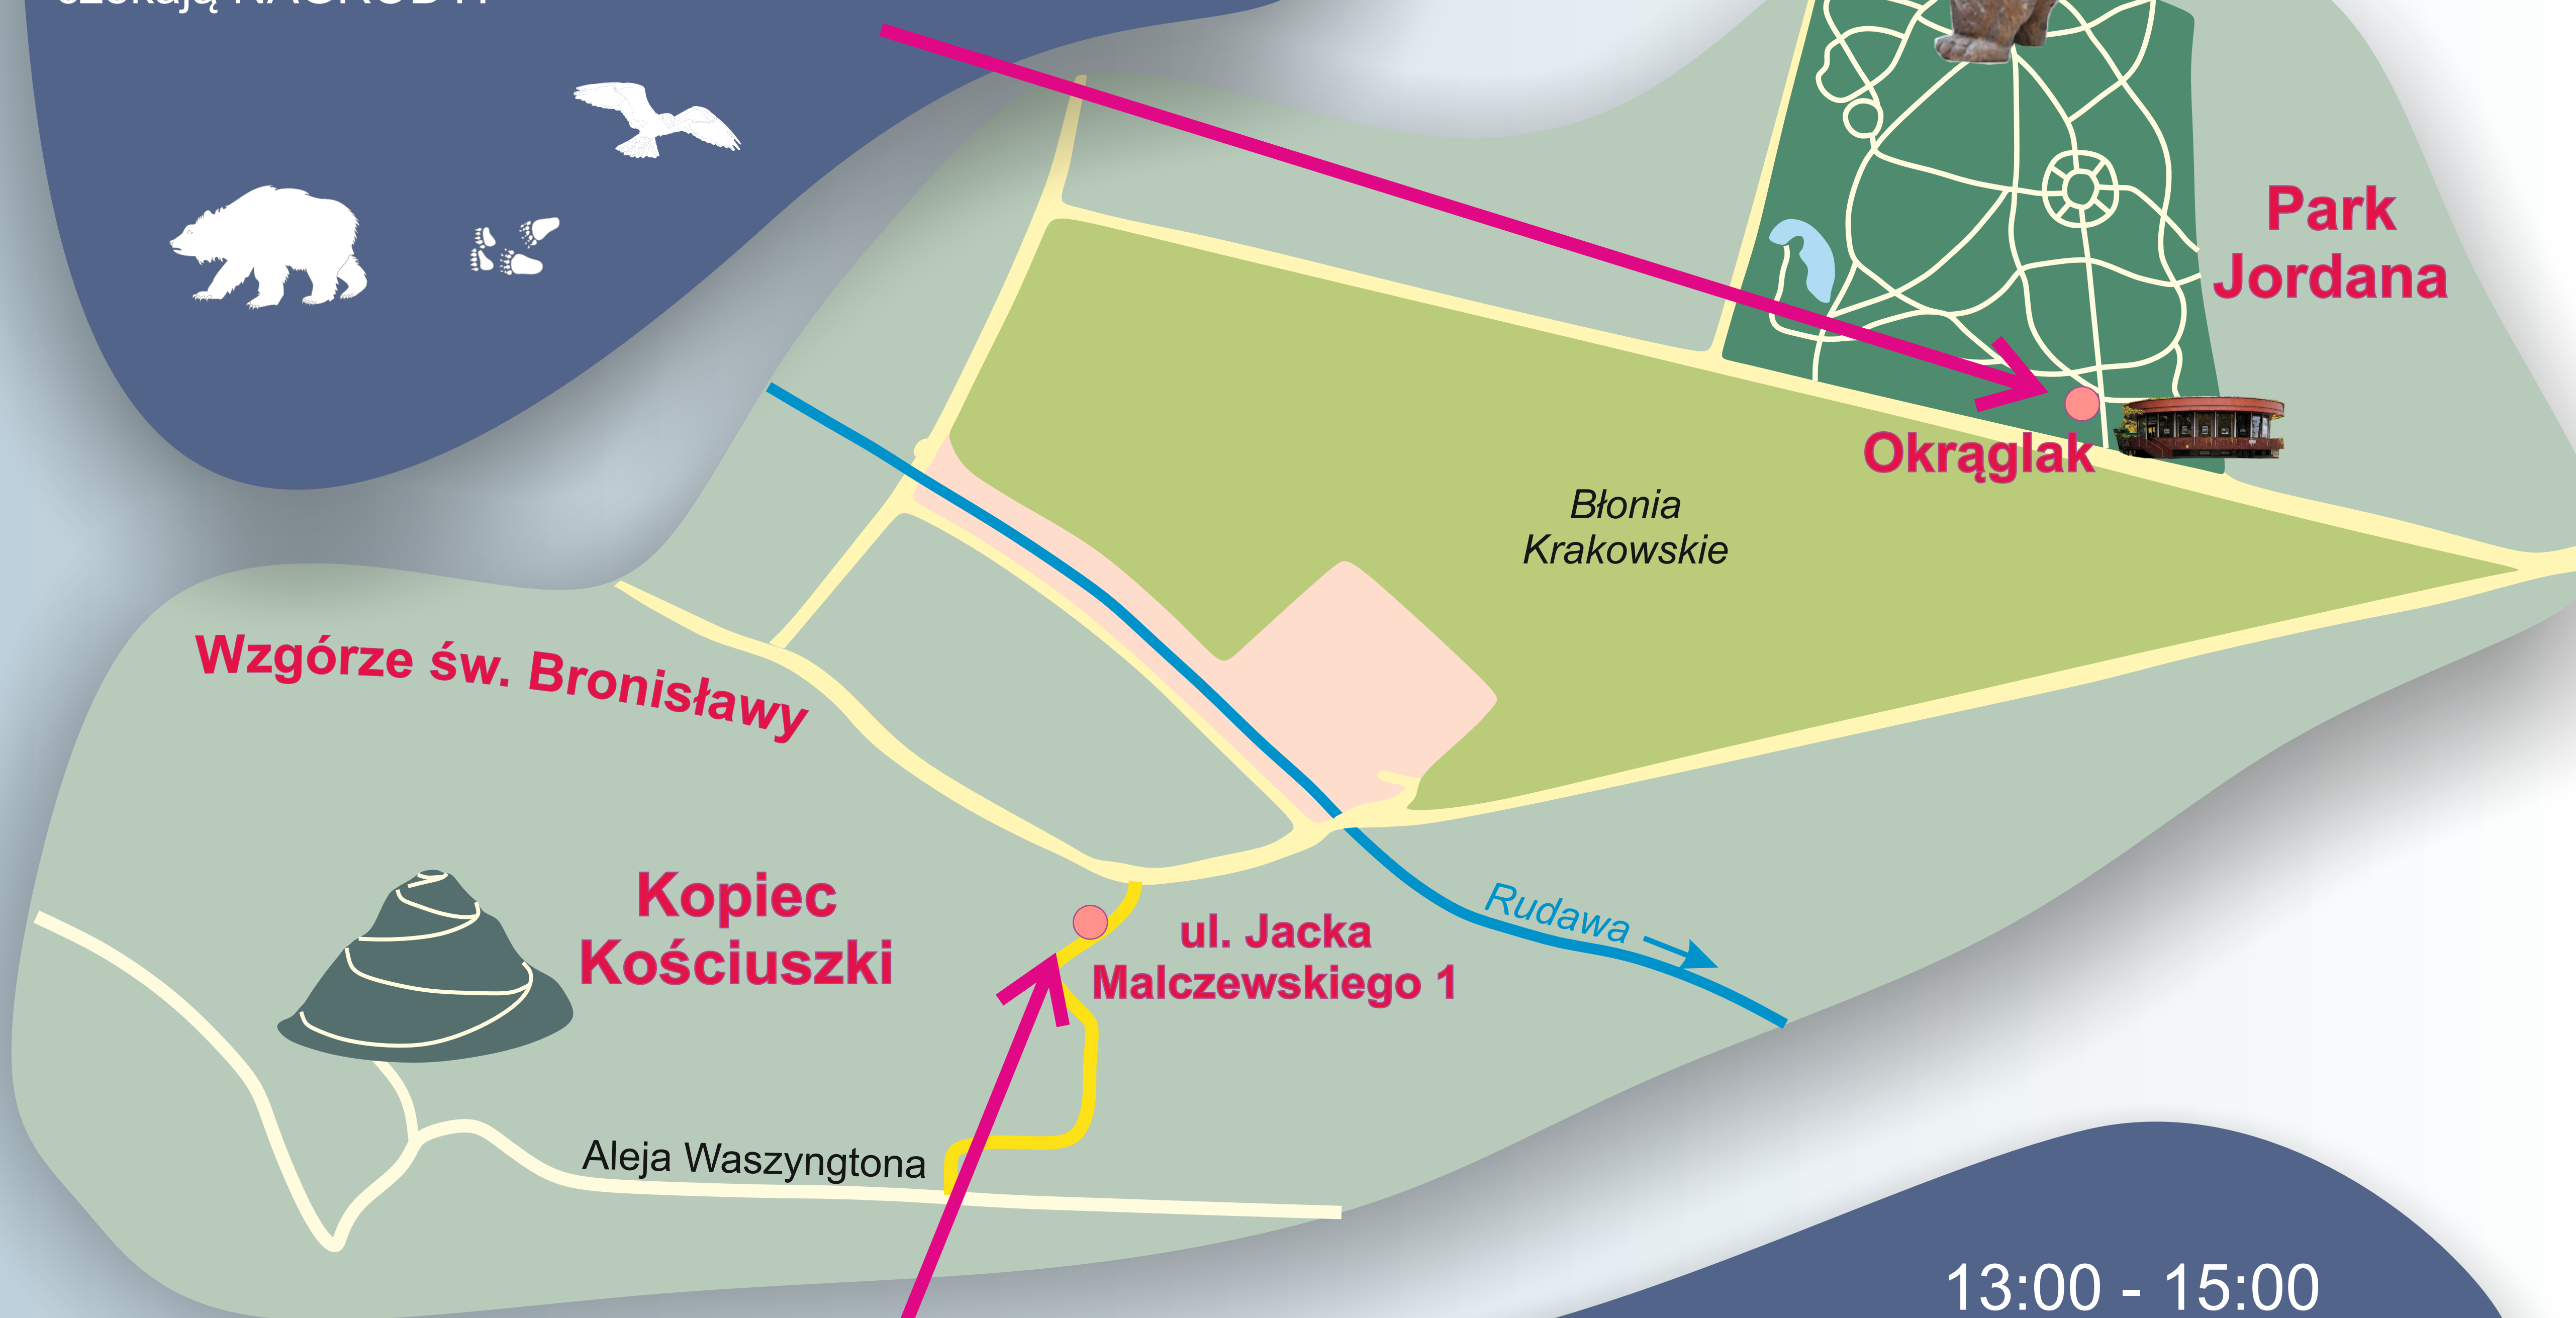 Park
Jordana
Okrąglak
Błonia
Krakowskie
Wzgórze św. Bronisławy
Kopiec
Kościuszki
ul. Jacka
Malczewskiego 1
Rudawa
Aleja Waszyngtona
13:00 - 15:00